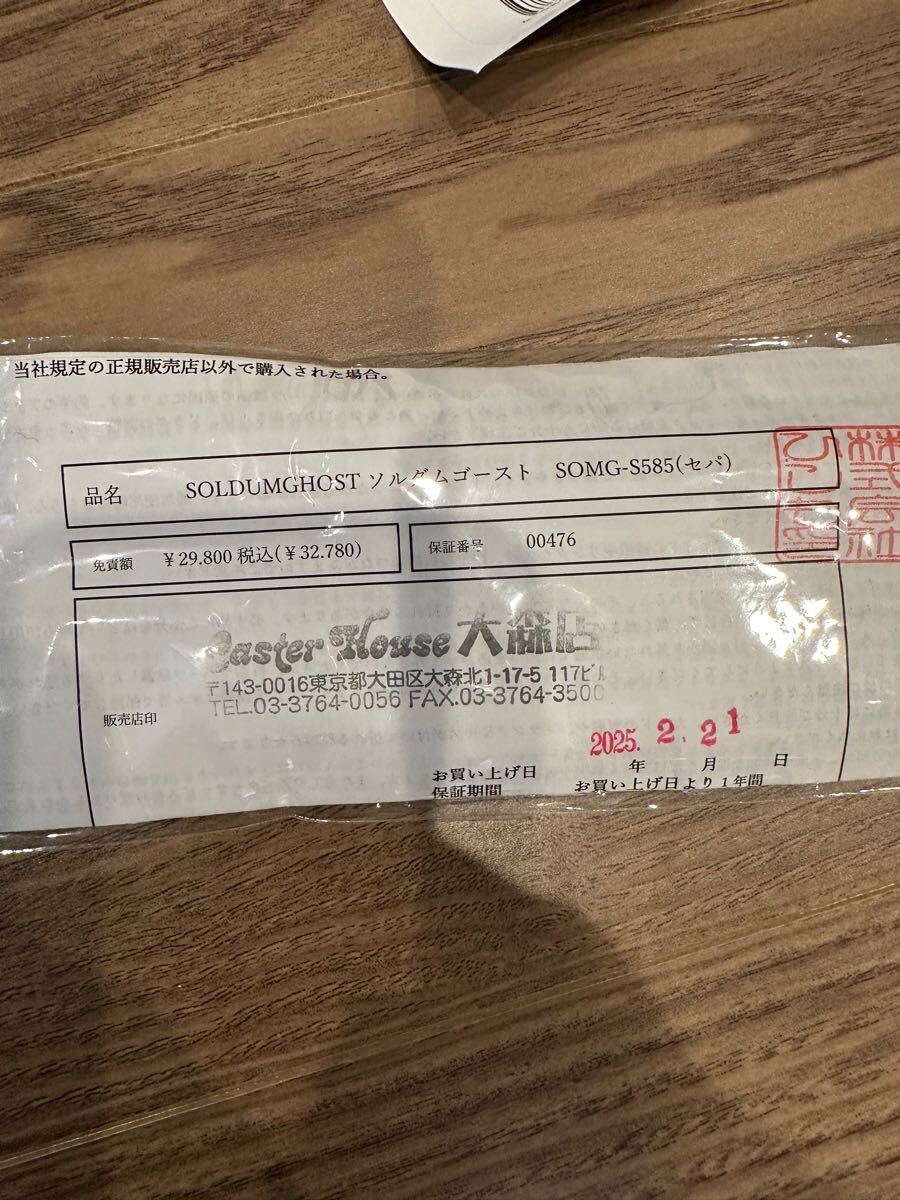 当社規定の正規販売店以外で購入された場合。
品名 SOLDUMGHOST ソルダムゴースト SOMG-S585(セパ)
免責額 ￥29.800 税込(￥32.780)
保証番号 00476
株式会社
House 大森店
〒143-0016東京都大田区大森北1-17-5 117ビル
TEL.03-3764-0056 FAX.03-3764-3500
販売店印
2025. 2. 21
お買い上げ日 年 月 日
保証期間 お買い上げ日より1年間